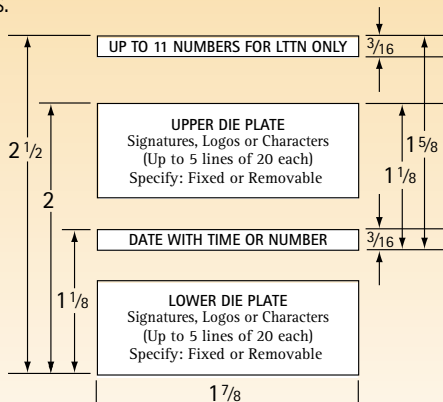 s.
UP TO 11 NUMBERS FOR LTTN ONLY
3/16
UPPER DIE PLATE
Signatures, Logos or Characters
(Up to 5 lines of 20 each)
Specify: Fixed or Removable
2 1/2
1 5/8
1 1/8
2
DATE WITH TIME OR NUMBER
3/16
1 1/8
LOWER DIE PLATE
Signatures, Logos or Characters
(Up to 5 lines of 20 each)
Specify: Fixed or Removable
1 7/8